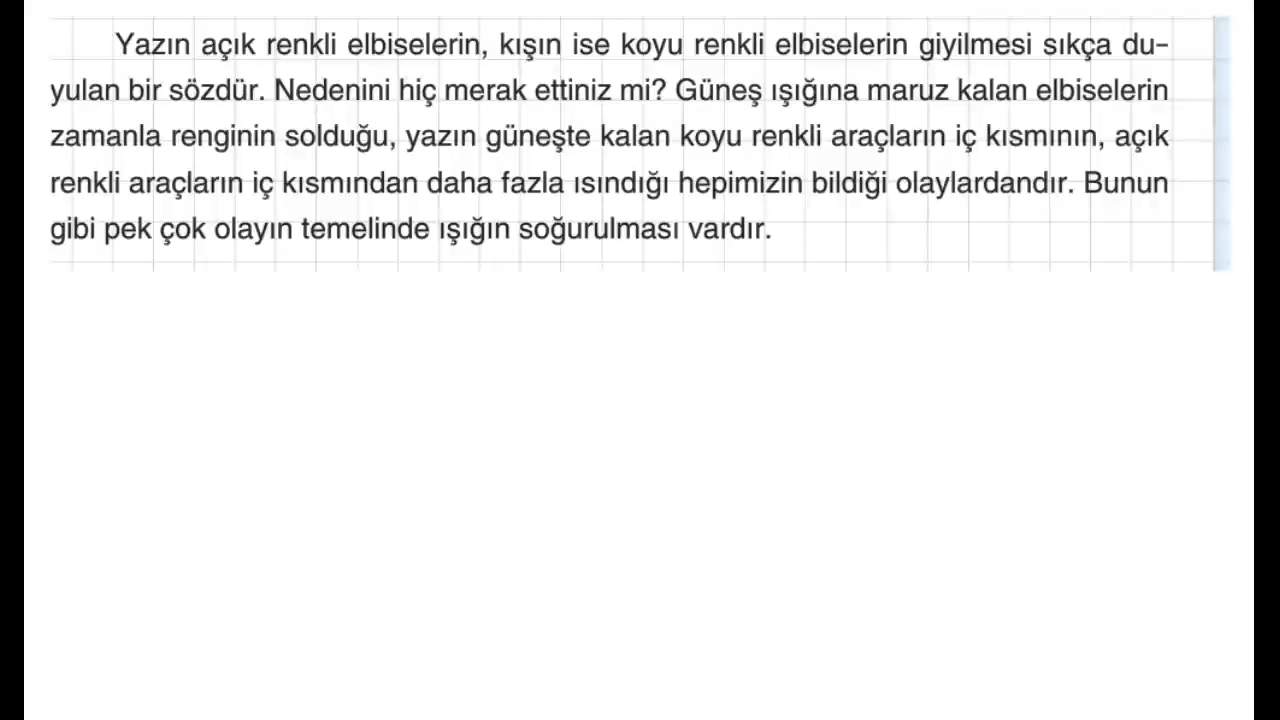 Yazın açık renkli elbiselerin, kışın ise koyu renkli elbiselerin giyilmesi sıkça du-
yulan bir sözdür. Nedenini hiç merak ettiniz mi? Güneş ışığına maruz kalan elbiselerin
zamanla renginin solduğu, yazın güneşte kalan koyu renkli araçların iç kısmının, açık
renkli araçların iç kısmından daha fazla ısındığı hepimizin bildiği olaylardandır. Bunun
gibi pek çok olayın temelinde ışığın soğurulması vardır.